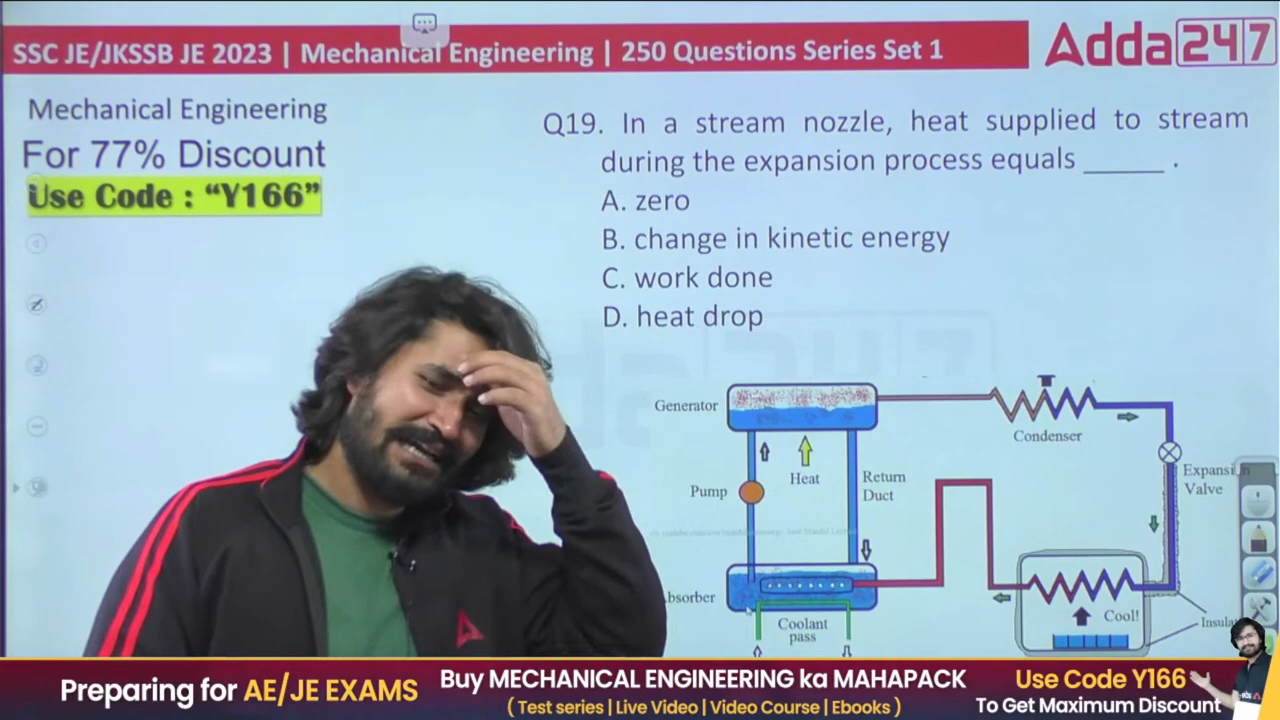 SSC JE/JKSSB JE 2023 | Mechanical Engineering | 250 Questions Series Set 1
Adda247
Mechanical Engineering
For 77% Discount
Use Code : “Y166”
Q19. In a stream nozzle, heat supplied to stream
during the expansion process equals ______ .
A. zero
B. change in kinetic energy
C. work done
D. heat drop
Generator
Condenser
Heat
Return
Duct
Pump
Valve
Coolant
pass
Cool!
Preparing for AE/JE EXAMS
Buy MECHANICAL ENGINEERING ka MAHAPACK
( Test series | Live Video | Video Course | Ebooks )
Use Code Y166
To Get Maximum Discount